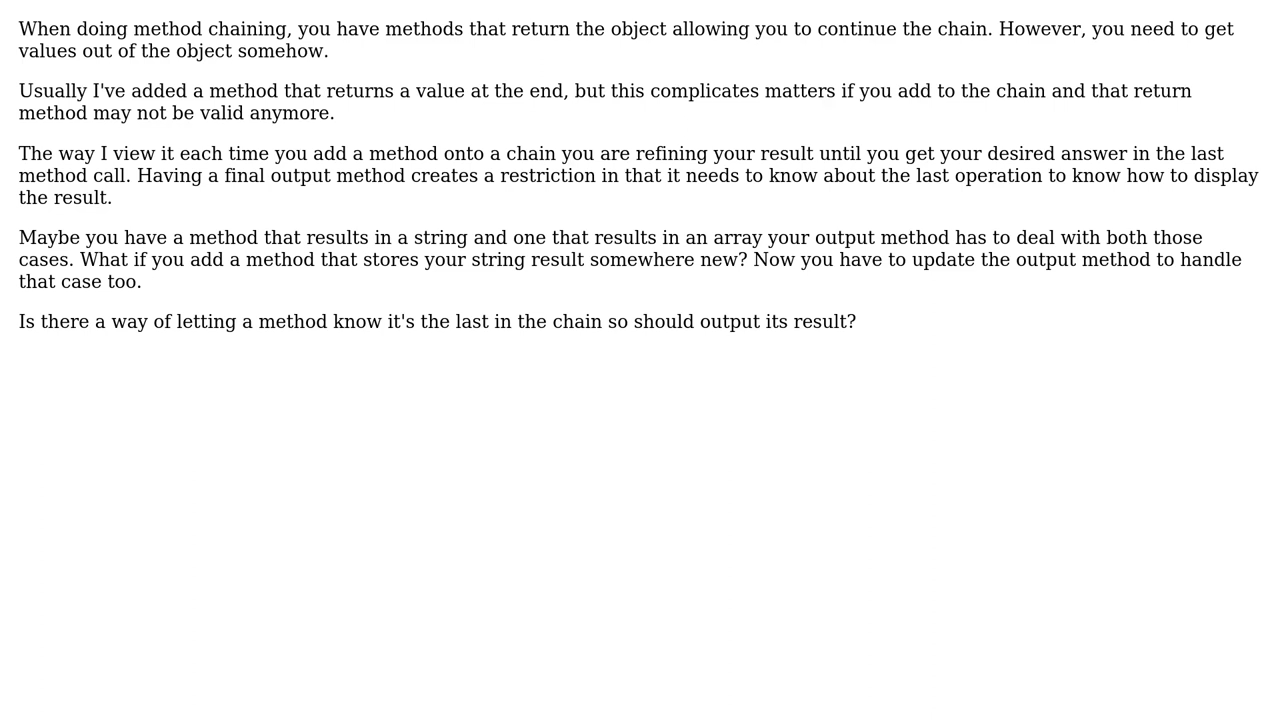 When doing method chaining, you have methods that return the object allowing you to continue the chain. However, you need to get
values out of the object somehow.
Usually I've added a method that returns a value at the end, but this complicates matters if you add to the chain and that return
method may not be valid anymore.
The way I view it each time you add a method onto a chain you are refining your result until you get your desired answer in the last
method call. Having a final output method creates a restriction in that it needs to know about the last operation to know how to display
the result.
Maybe you have a method that results in a string and one that results in an array your output method has to deal with both those
cases. What if you add a method that stores your string result somewhere new? Now you have to update the output method to handle
that case too.
Is there a way of letting a method know it's the last in the chain so should output its result?